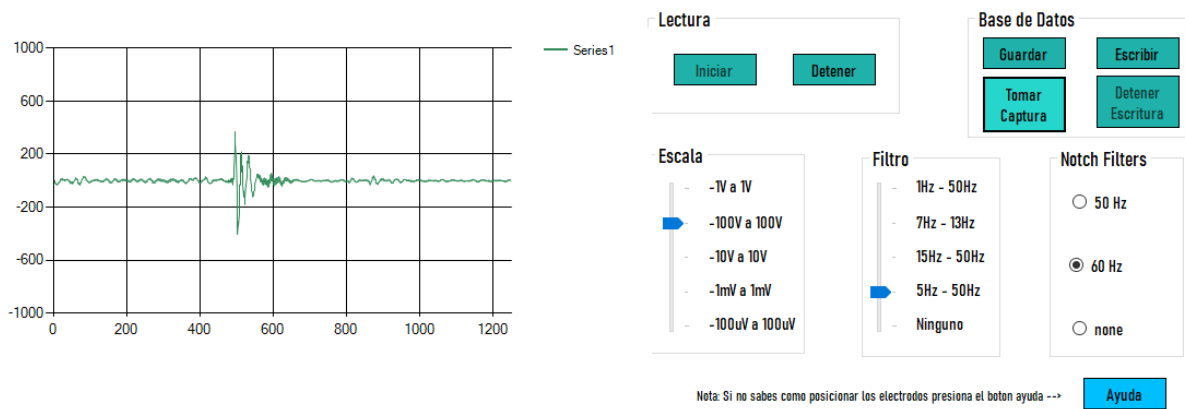 1000
600
200
-200
-600
-1000
0
200
400
600
800
1000
1200
Series1
Lectura
Iniciar
Detener
Base de Datos
Guardar
Escribir
Tomar
Captura
Detener
Escritura
Escala
-1V a 1V
-100V a 100V
-10V a 10V
-1mV a 1mV
-100uV a 100uV
Filtro
1Hz - 50Hz
7Hz - 13Hz
15Hz - 50Hz
5Hz - 50Hz
Ninguno
Notch Filters
50 Hz
60 Hz
none
Nota: Si no sabes como posicionar los electrodos presiona el boton ayuda -->
Ayuda